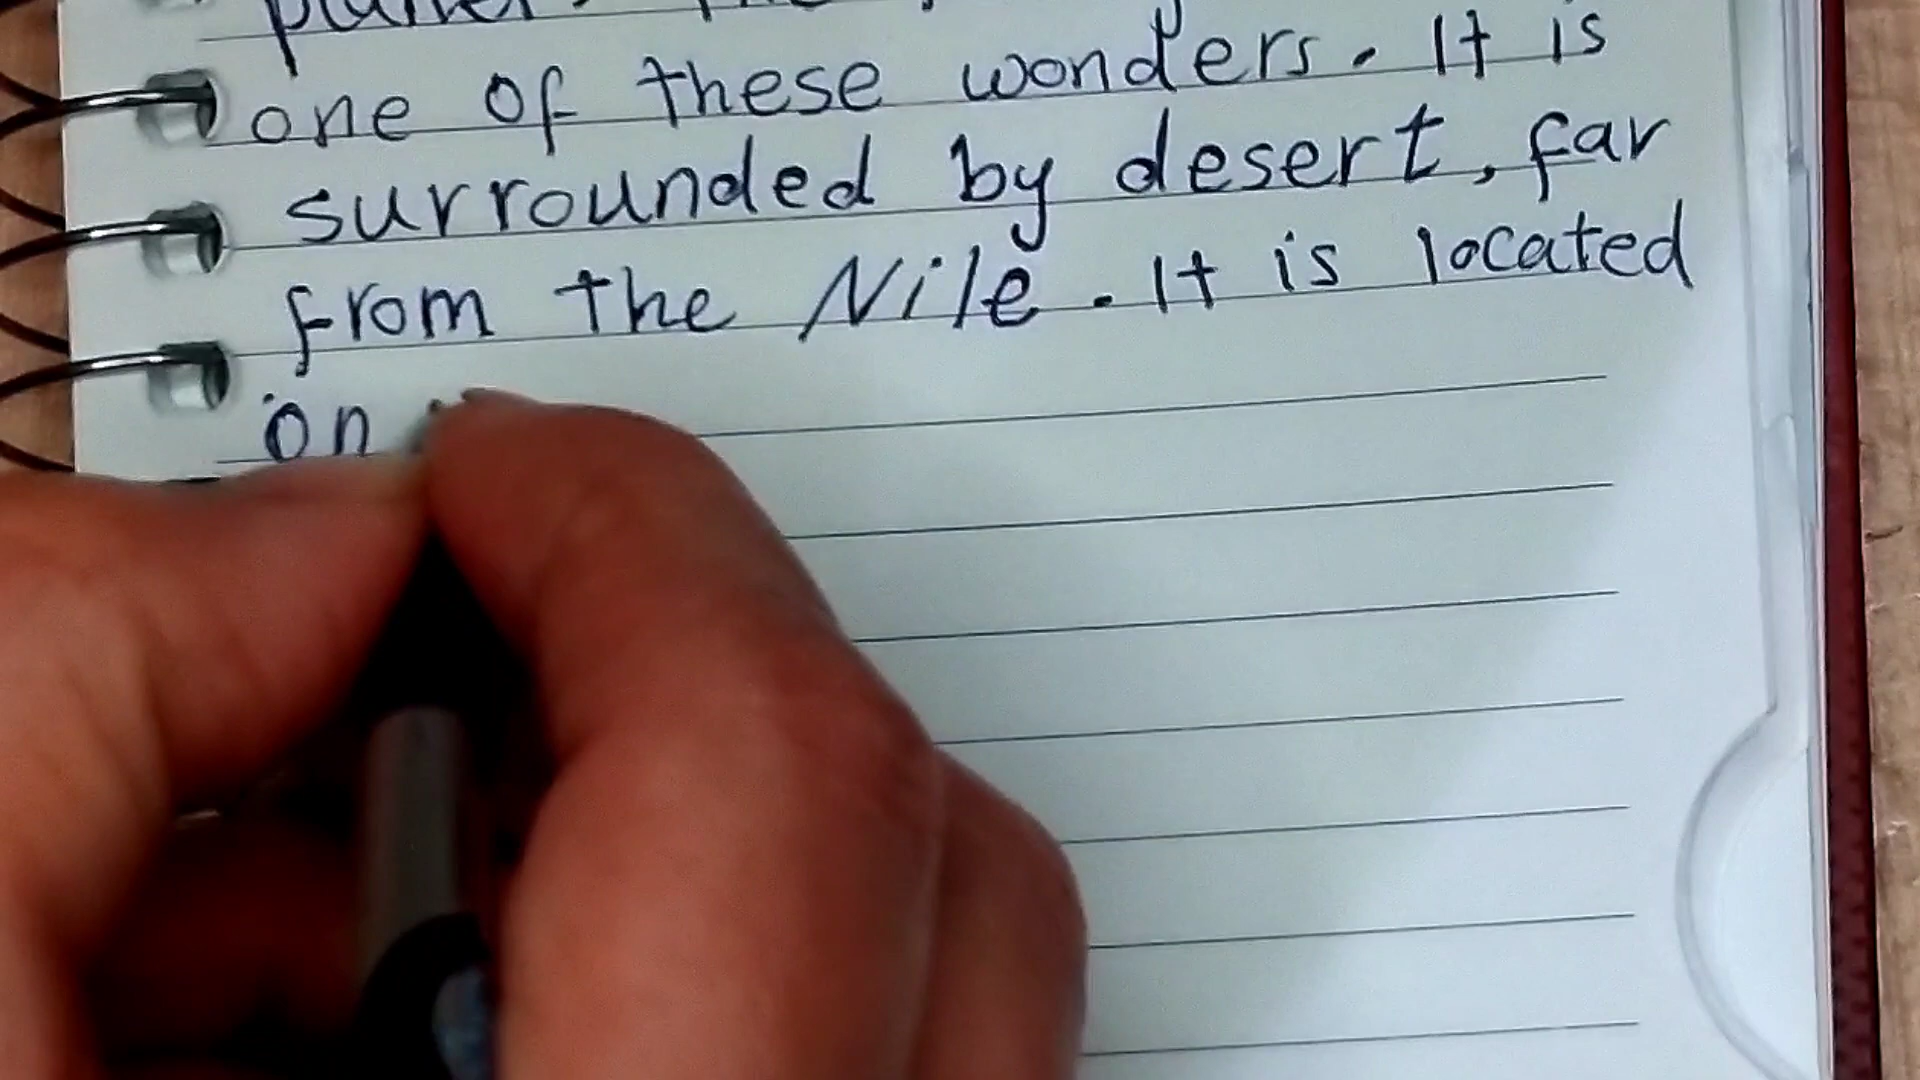 one of these wonders. It is
surrounded by desert, far
from the Nile. It is located
on